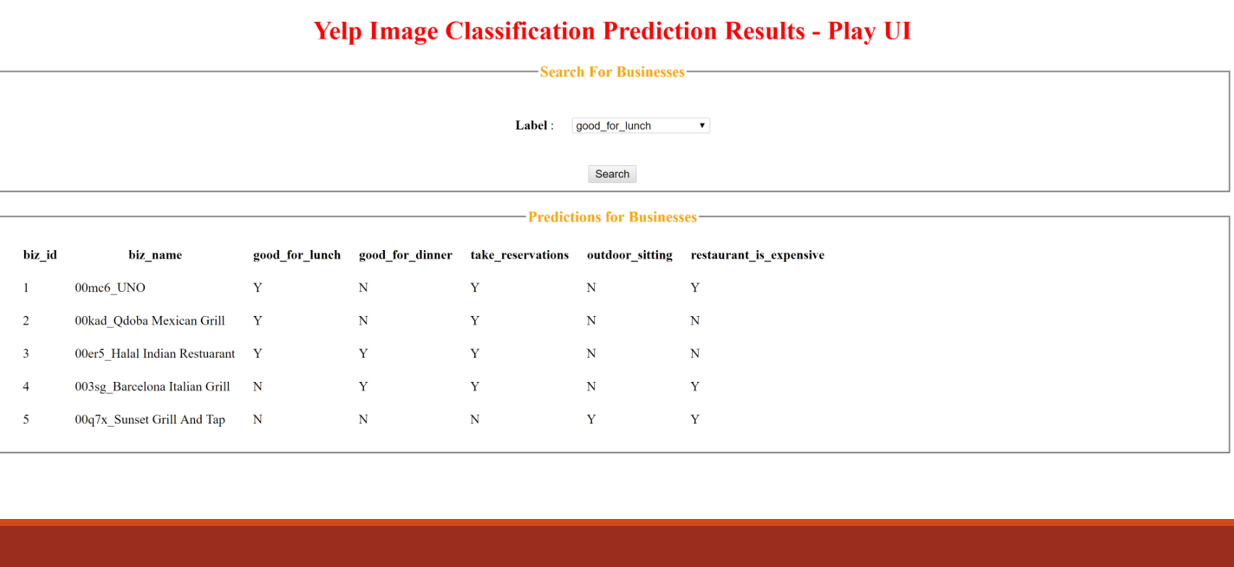 Yelp Image Classification Prediction Results - Play UI
Search For Businesses
Label : good_for_lunch
Search
Predictions for Businesses
biz_id biz_name good_for_lunch good_for_dinner take_reservations outdoor_sitting restaurant_is_expensive
1 00mc6_UNO Y N Y N Y
2 00kad_Qdoba Mexican Grill Y N Y N N
3 00er5_Halal Indian Restuarant Y Y Y N N
4 003sg_Barcelona Italian Grill N Y Y N Y
5 00q7x_Sunset Grill And Tap N N N Y Y